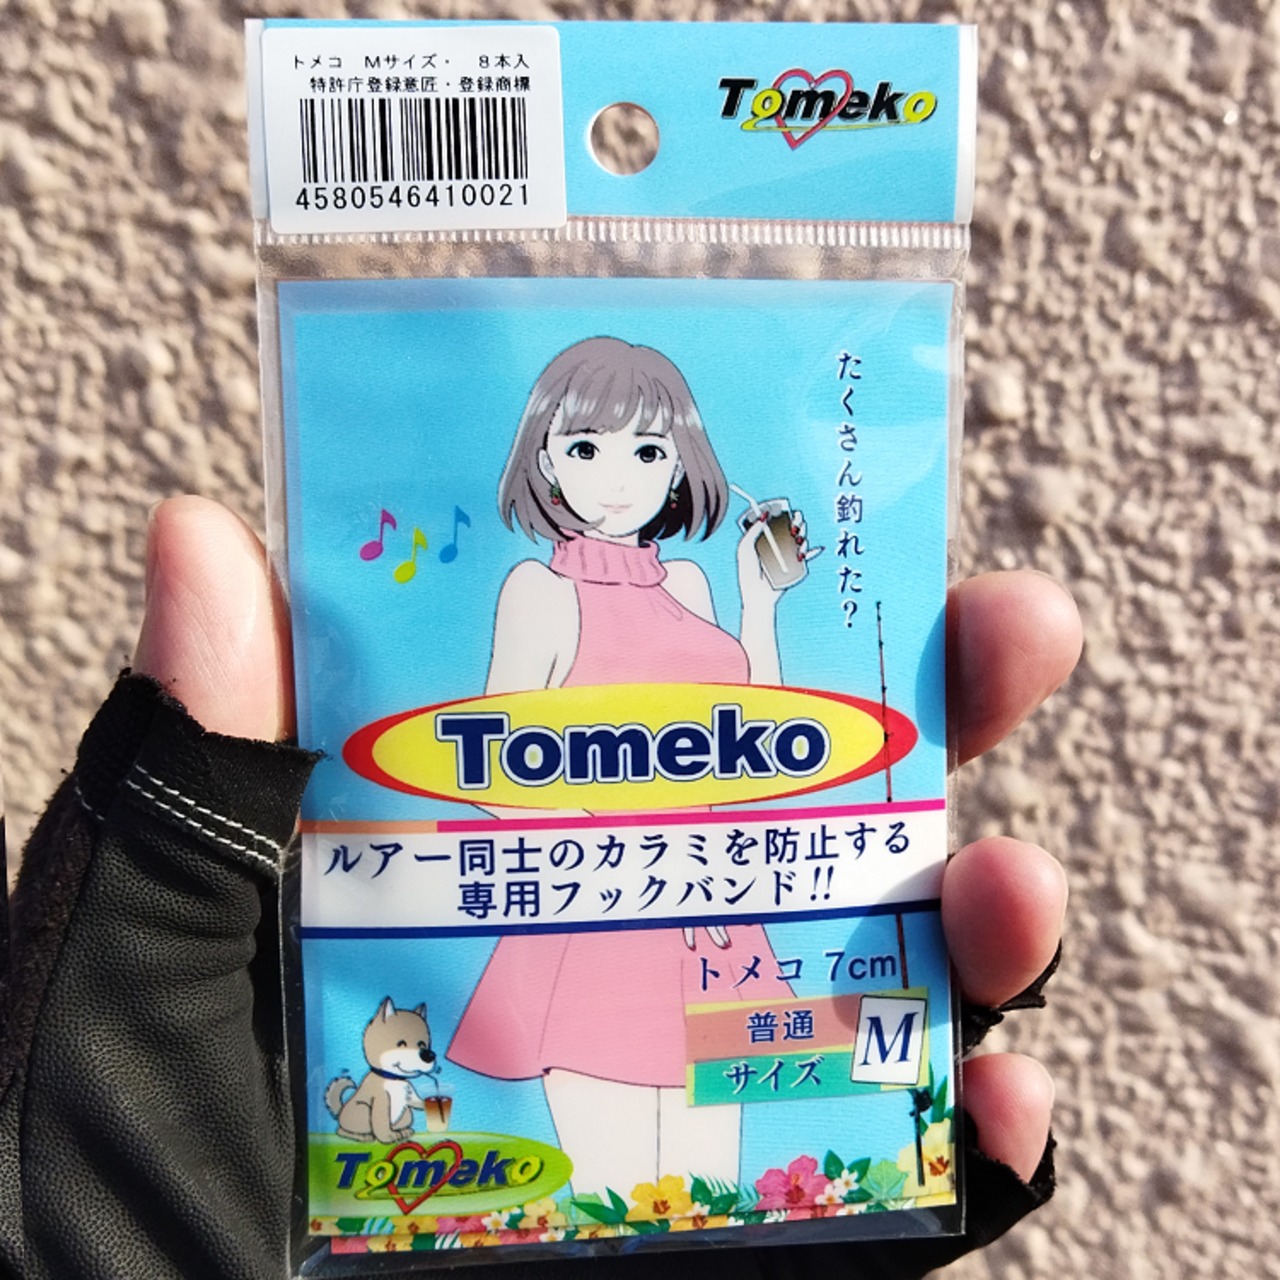 トメコ Mサイズ・ 8本入
特許庁登録意匠・登録商標
4580546410021
Tomeko
たくさん釣れた?
Tomeko
ルアー同士のカラミを防止する
専用フックバンド!!
トメコ 7cm
普通
サイズ
M
Tomeko